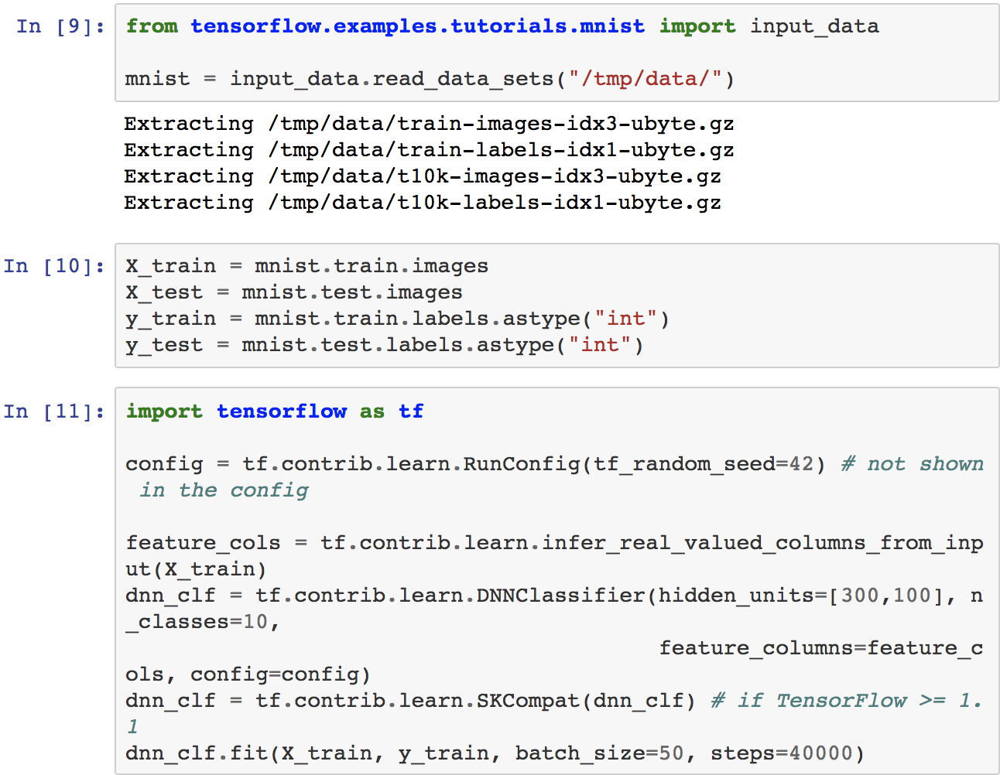 In [9]: from tensorflow.examples.tutorials.mnist import input_data
mnist = input_data.read_data_sets("/tmp/data/")
Extracting /tmp/data/train-images-idx3-ubyte.gz
Extracting /tmp/data/train-labels-idx1-ubyte.gz
Extracting /tmp/data/t10k-images-idx3-ubyte.gz
Extracting /tmp/data/t10k-labels-idx1-ubyte.gz
In [10]: X_train = mnist.train.images
X_test = mnist.test.images
y_train = mnist.train.labels.astype("int")
y_test = mnist.test.labels.astype("int")
In [11]: import tensorflow as tf
config = tf.contrib.learn.RunConfig(tf_random_seed=42) # not shown
in the config
feature_cols = tf.contrib.learn.infer_real_valued_columns_from_inp
ut(X_train)
dnn_clf = tf.contrib.learn.DNNClassifier(hidden_units=[300,100], n
_classes=10,
feature_columns=feature_c
ols, config=config)
dnn_clf = tf.contrib.learn.SKCompat(dnn_clf) # if TensorFlow >= 1.
1
dnn_clf.fit(X_train, y_train, batch_size=50, steps=40000)